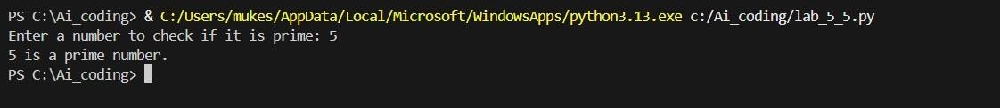 PS C:\Ai_coding> & C:/Users/mukes/AppData/Local/Microsoft/WindowsApps/python3.13.exe c:/Ai_coding/lab_5_5.py
Enter a number to check if it is prime: 5
5 is a prime number.
PS C:\Ai_coding>